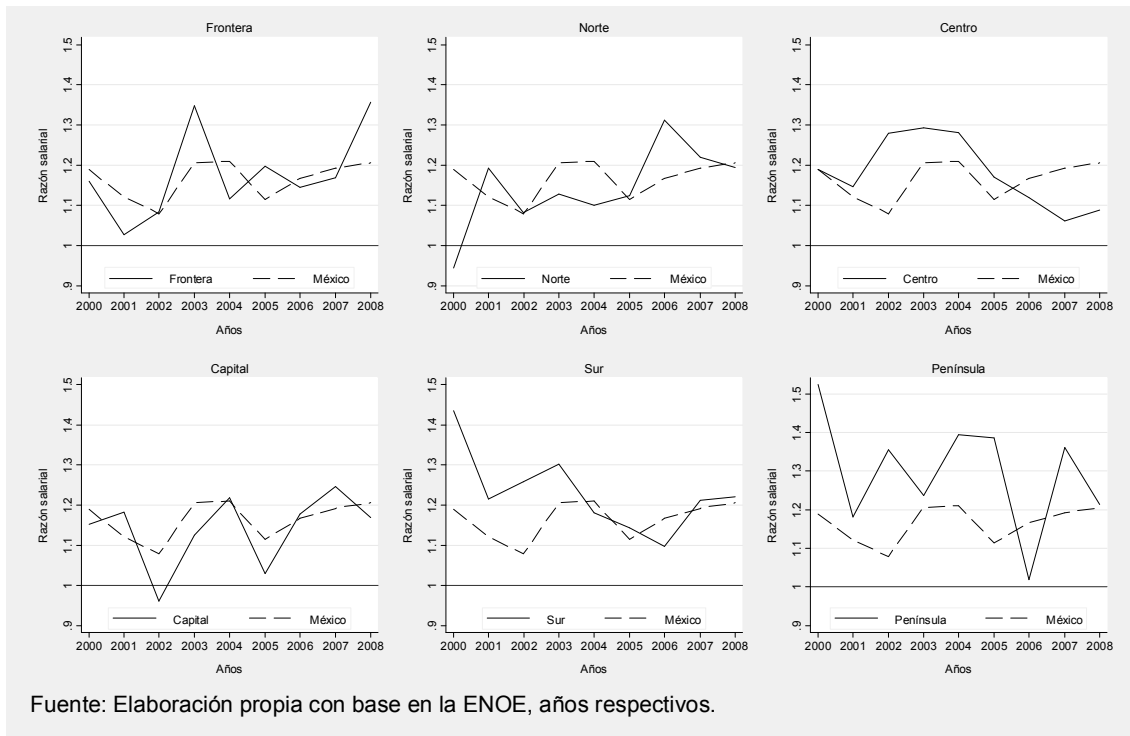 Frontera
Razón salarial
1.5
1.4
1.3
1.2
1.1
1
.9
Frontera México
2000 2001 2002 2003 2004 2005 2006 2007 2008
Años
Norte
Razón salarial
1.5
1.4
1.3
1.2
1.1
1
.9
Norte México
2000 2001 2002 2003 2004 2005 2006 2007 2008
Años
Centro
Razón salarial
1.5
1.4
1.3
1.2
1.1
1
.9
Centro México
2000 2001 2002 2003 2004 2005 2006 2007 2008
Años
Capital
Razón salarial
1.5
1.4
1.3
1.2
1.1
1
.9
Capital México
2000 2001 2002 2003 2004 2005 2006 2007 2008
Años
Sur
Razón salarial
1.5
1.4
1.3
1.2
1.1
1
.9
Sur México
2000 2001 2002 2003 2004 2005 2006 2007 2008
Años
Península
Razón salarial
1.5
1.4
1.3
1.2
1.1
1
.9
Península México
2000 2001 2002 2003 2004 2005 2006 2007 2008
Años
Fuente: Elaboración propia con base en la ENOE, años respectivos.